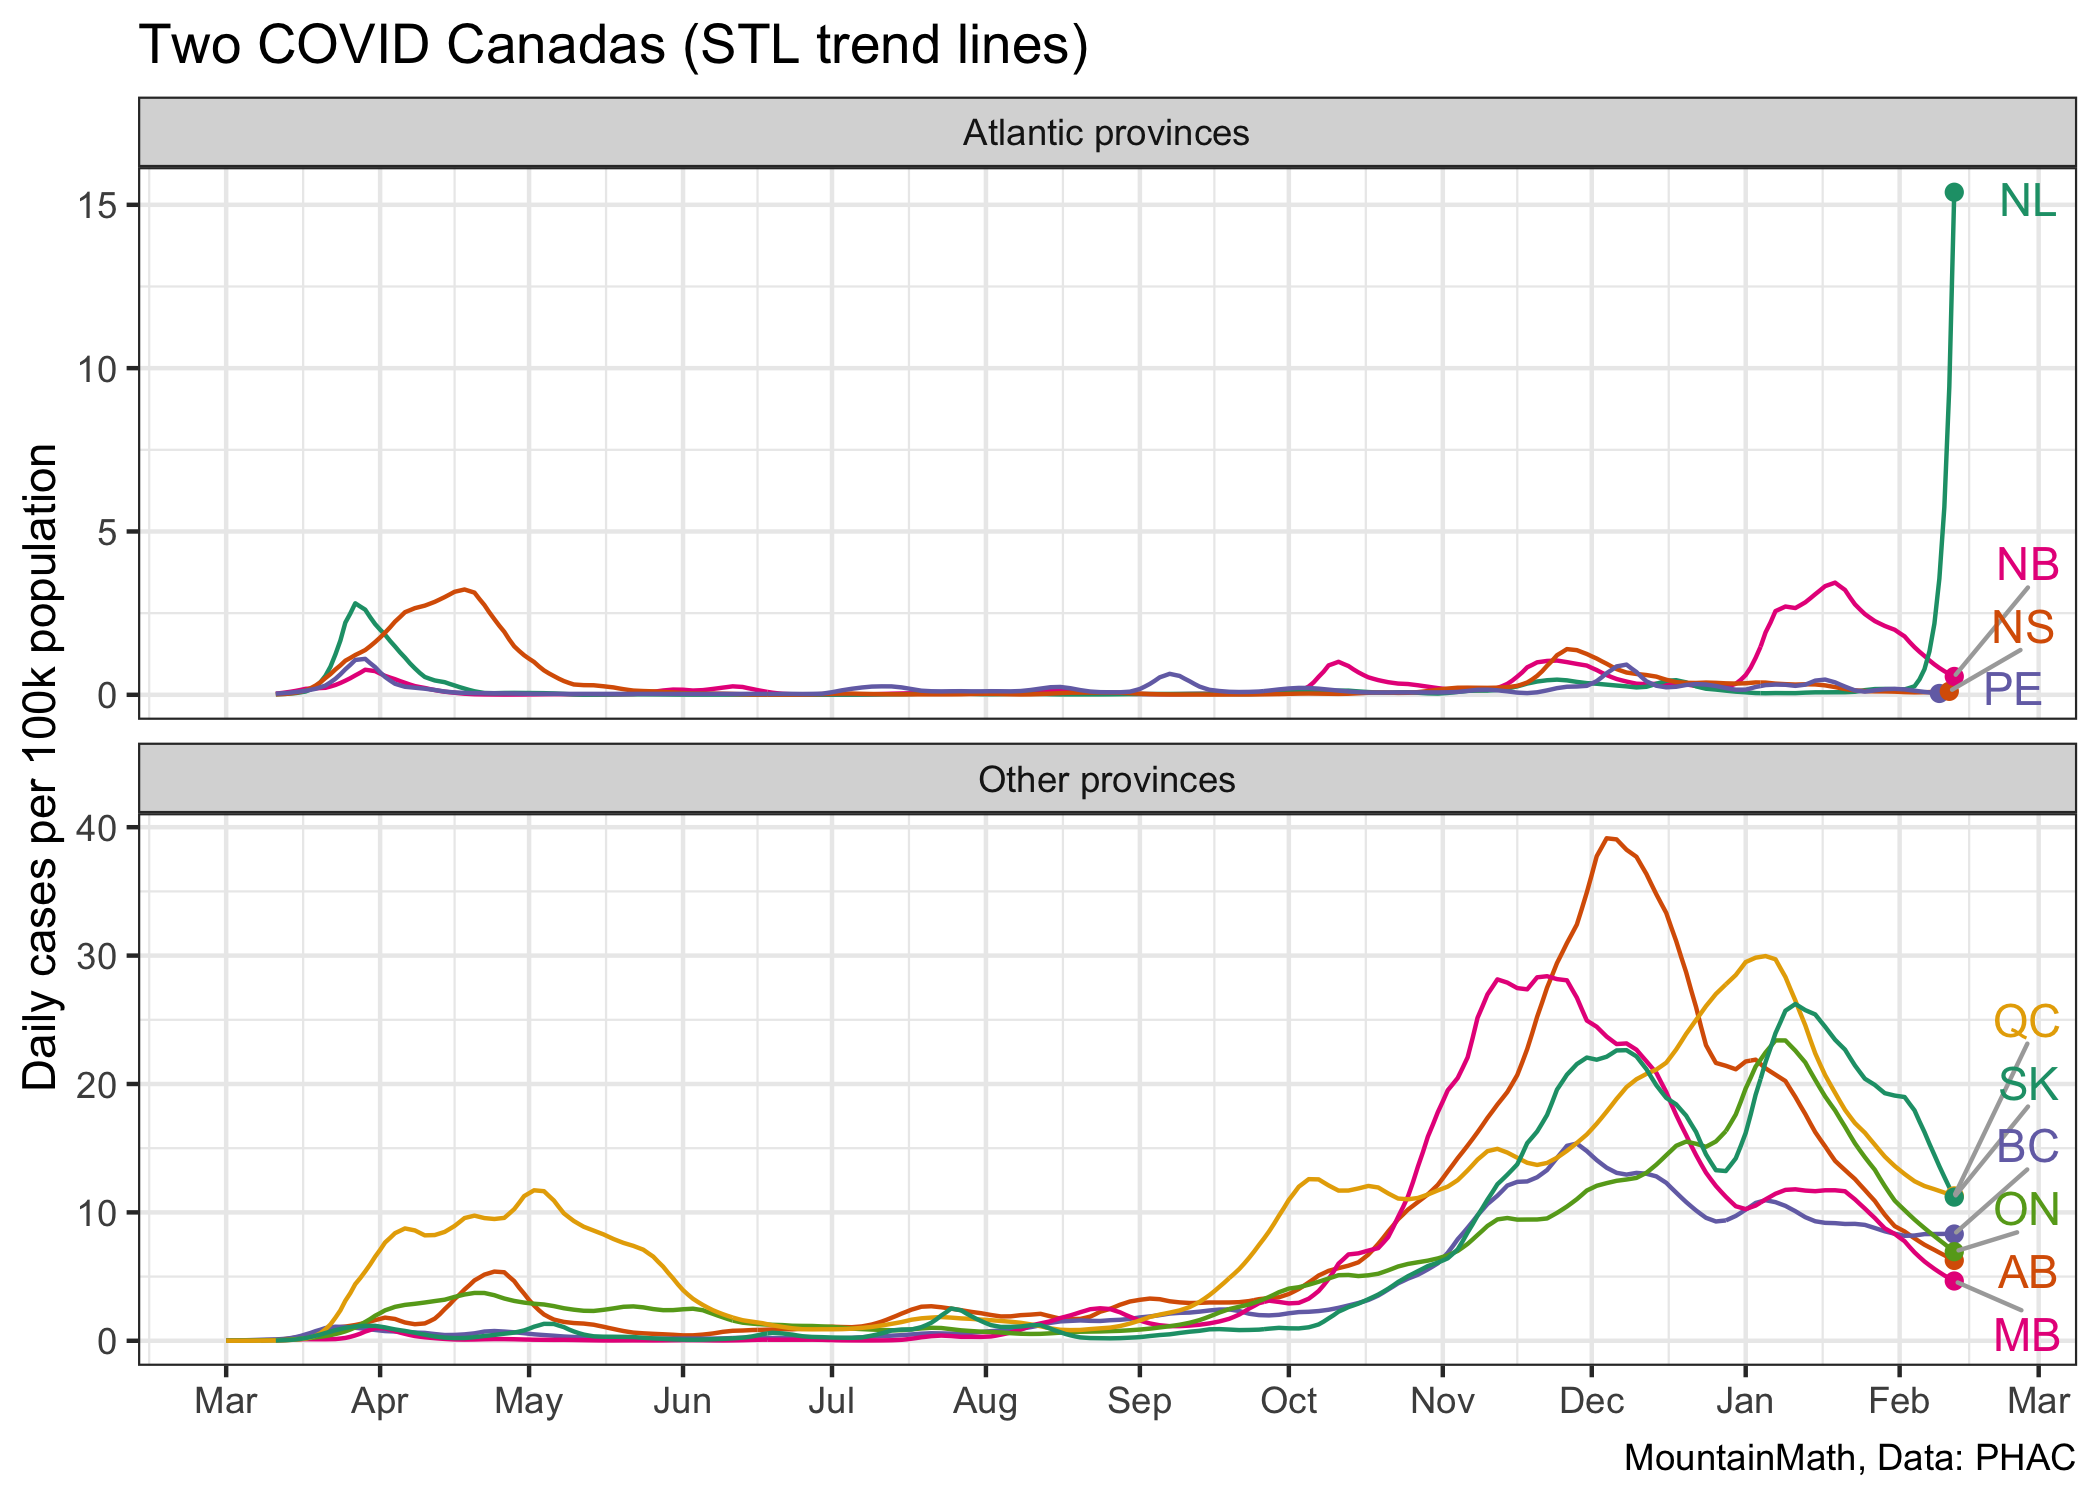 Two COVID Canadas (STL trend lines)
Atlantic provinces
15
10
5
0
NL
NB
NS
PE
Daily cases per 100k population
Other provinces
40
30
20
10
0
QC
SK
BC
ON
AB
MB
Mar Apr May Jun Jul Aug Sep Oct Nov Dec Jan Feb Mar
MountainMath, Data: PHAC